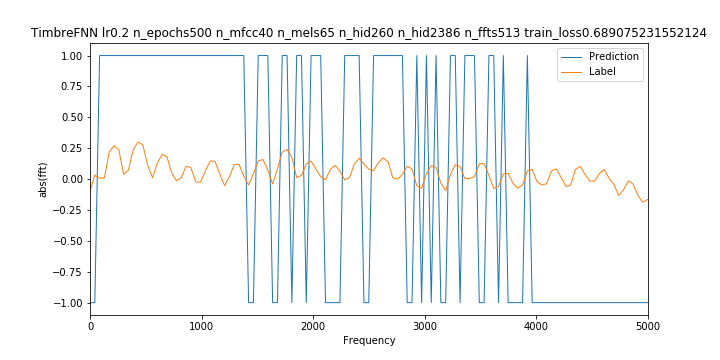 TimbreFNN lr0.2 n_epochs500 n_mfcc40 n_mels65 n_hid260 n_hid2386 n_ffts513 train_loss0.689075231552124
Prediction
Label
1.00
0.75
0.50
0.25
0.00
−0.25
−0.50
−0.75
−1.00
abs(fft)
0 1000 2000 3000 4000 5000
Frequency